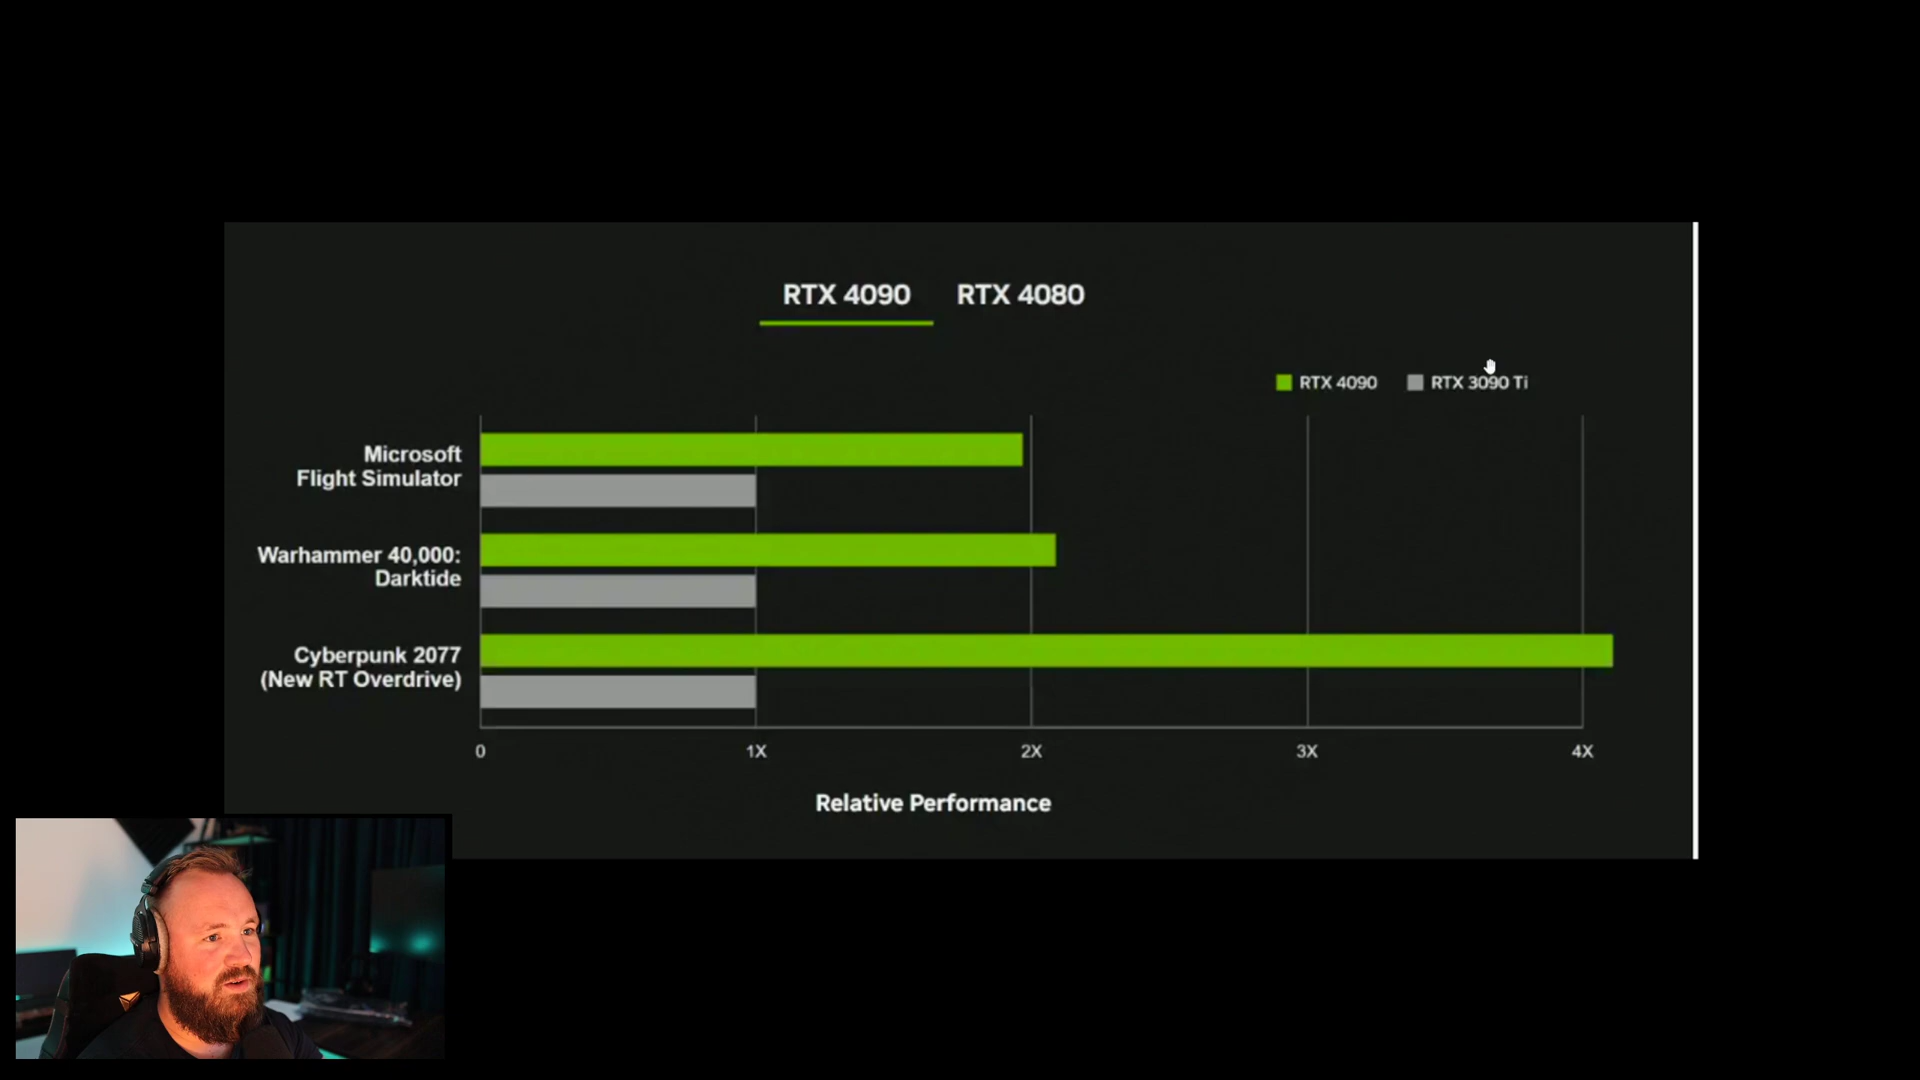 RTX 4090 RTX 4080
RTX 4090 RTX 3090 Ti
Microsoft
Flight Simulator
Warhammer 40,000:
Darktide
Cyberpunk 2077
(New RT Overdrive)
0 1X 2X 3X 4X
Relative Performance